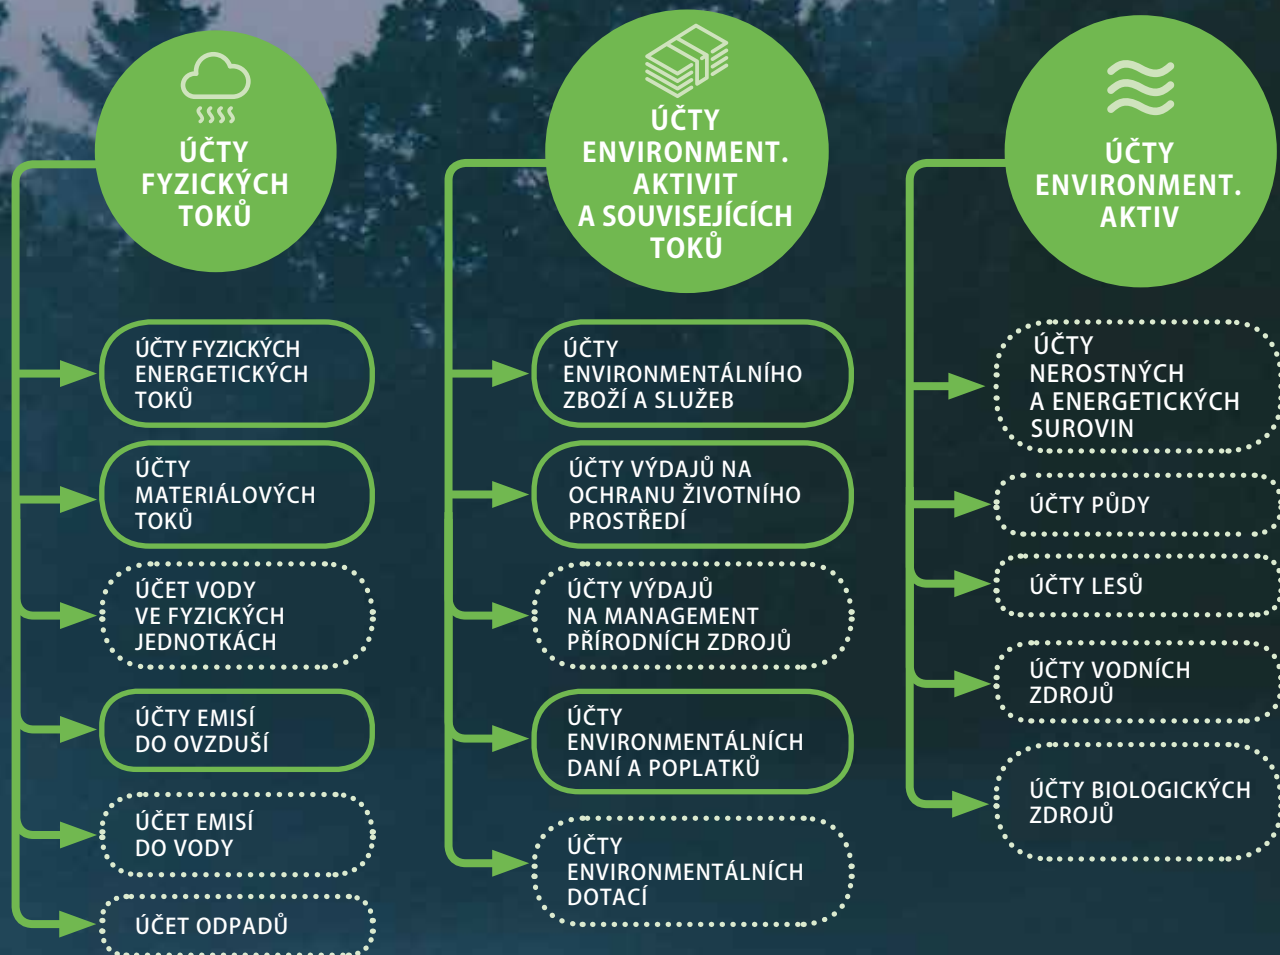 ÚČTY
FYZICKÝCH
TOKŮ
ÚČTY FYZICKÝCH
ENERGETICKÝCH
TOKŮ
ÚČTY
MATERIÁLOVÝCH
TOKŮ
ÚČET VODY
VE FYZICKÝCH
JEDNOTKÁCH
ÚČTY EMISÍ
DO OVZDUŠÍ
ÚČET EMISÍ
DO VODY
ÚČET ODPADŮ
ÚČTY
ENVIRONMENT.
AKTIVIT
A SOUVISEJÍCÍCH
TOKŮ
ÚČTY
ENVIRONMENTÁLNÍHO
ZBOŽÍ A SLUŽEB
ÚČTY VÝDAJŮ NA
OCHRANU ŽIVOTNÍHO
PROSTŘEDÍ
ÚČTY VÝDAJŮ
NA MANAGEMENT
PŘÍRODNÍCH ZDROJŮ
ÚČTY
ENVIRONMENTÁLNÍCH
DANÍ A POPLATKŮ
ÚČTY
ENVIRONMENTÁLNÍCH
DOTACÍ
ÚČTY
ENVIRONMENT.
AKTIV
ÚČTY
NEROSTNÝCH
A ENERGETICKÝCH
SUROVIN
ÚČTY PŮDY
ÚČTY LESŮ
ÚČTY VODNÍCH
ZDROJŮ
ÚČTY BIOLOGICKÝCH
ZDROJŮ